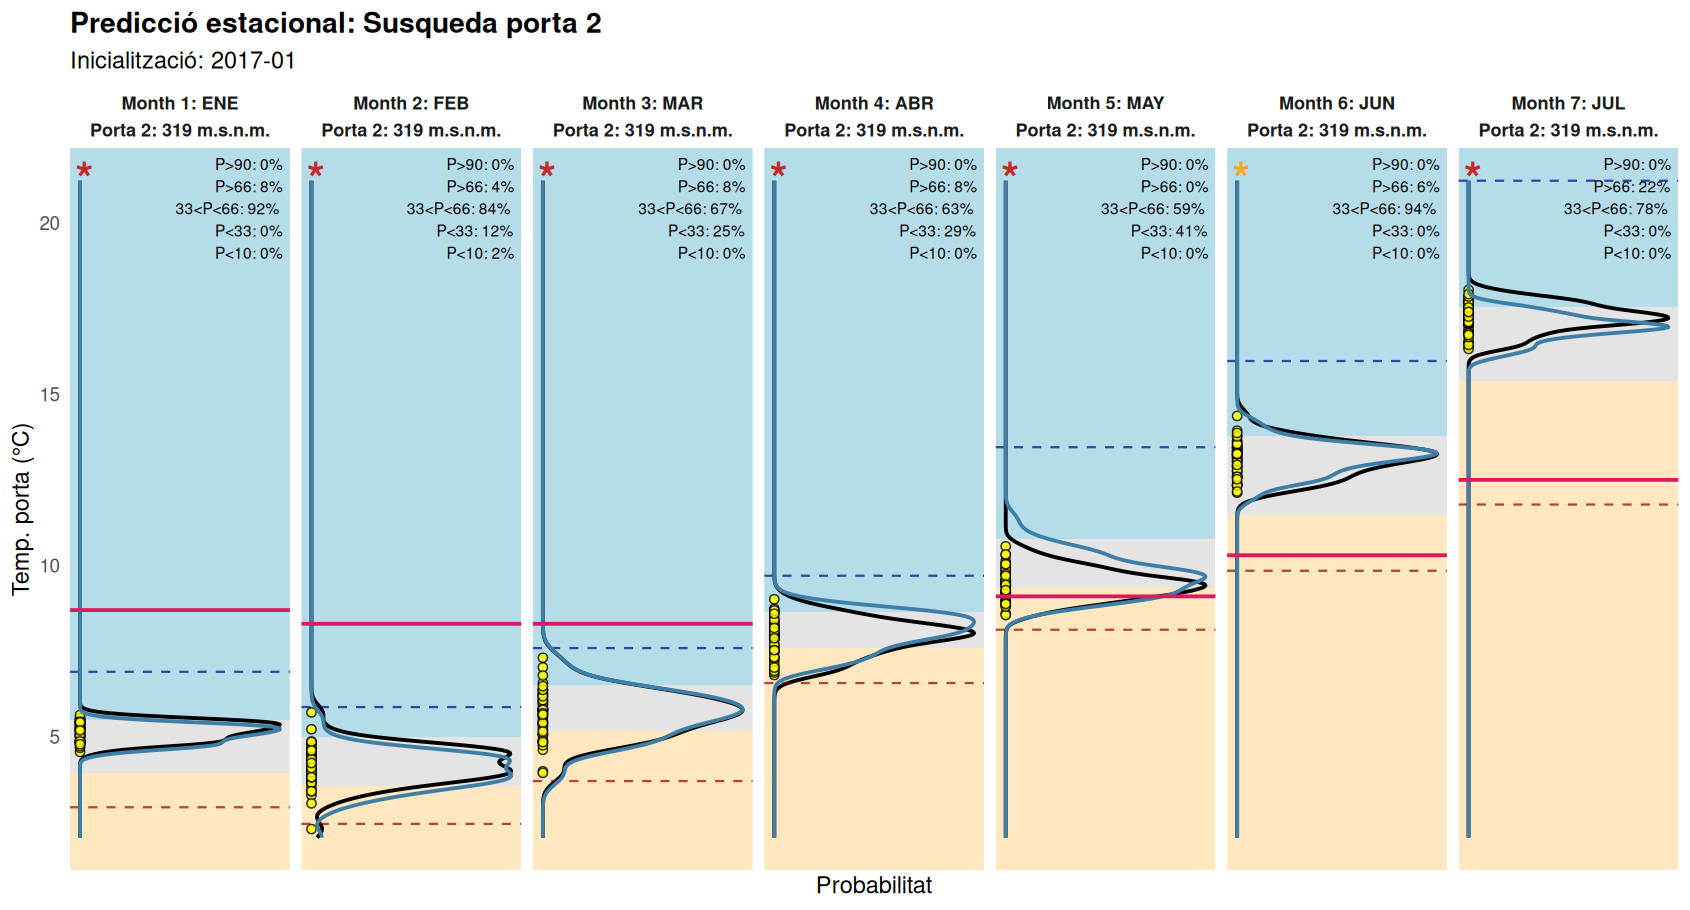 Predicció estacional: Susqueda porta 2
Inicialització: 2017-01
Month 1: ENE
Porta 2: 319 m.s.n.m.
Month 2: FEB
Porta 2: 319 m.s.n.m.
Month 3: MAR
Porta 2: 319 m.s.n.m.
Month 4: ABR
Porta 2: 319 m.s.n.m.
Month 5: MAY
Porta 2: 319 m.s.n.m.
Month 6: JUN
Porta 2: 319 m.s.n.m.
Month 7: JUL
Porta 2: 319 m.s.n.m.
*
P>90: 0%
P>66: 8%
33<P<66: 92%
P<33: 0%
P<10: 0%
*
P>90: 0%
P>66: 4%
33<P<66: 84%
P<33: 12%
P<10: 2%
*
P>90: 0%
P>66: 8%
33<P<66: 67%
P<33: 25%
P<10: 0%
*
P>90: 0%
P>66: 8%
33<P<66: 63%
P<33: 29%
P<10: 0%
*
P>90: 0%
P>66: 0%
33<P<66: 59%
P<33: 41%
P<10: 0%
*
P>90: 0%
P>66: 6%
33<P<66: 94%
P<33: 0%
P<10: 0%
*
P>90: 0%
P>66: 22%
33<P<66: 78%
P<33: 0%
P<10: 0%
20
15
10
5
Temp. porta (°C)
Probabilitat